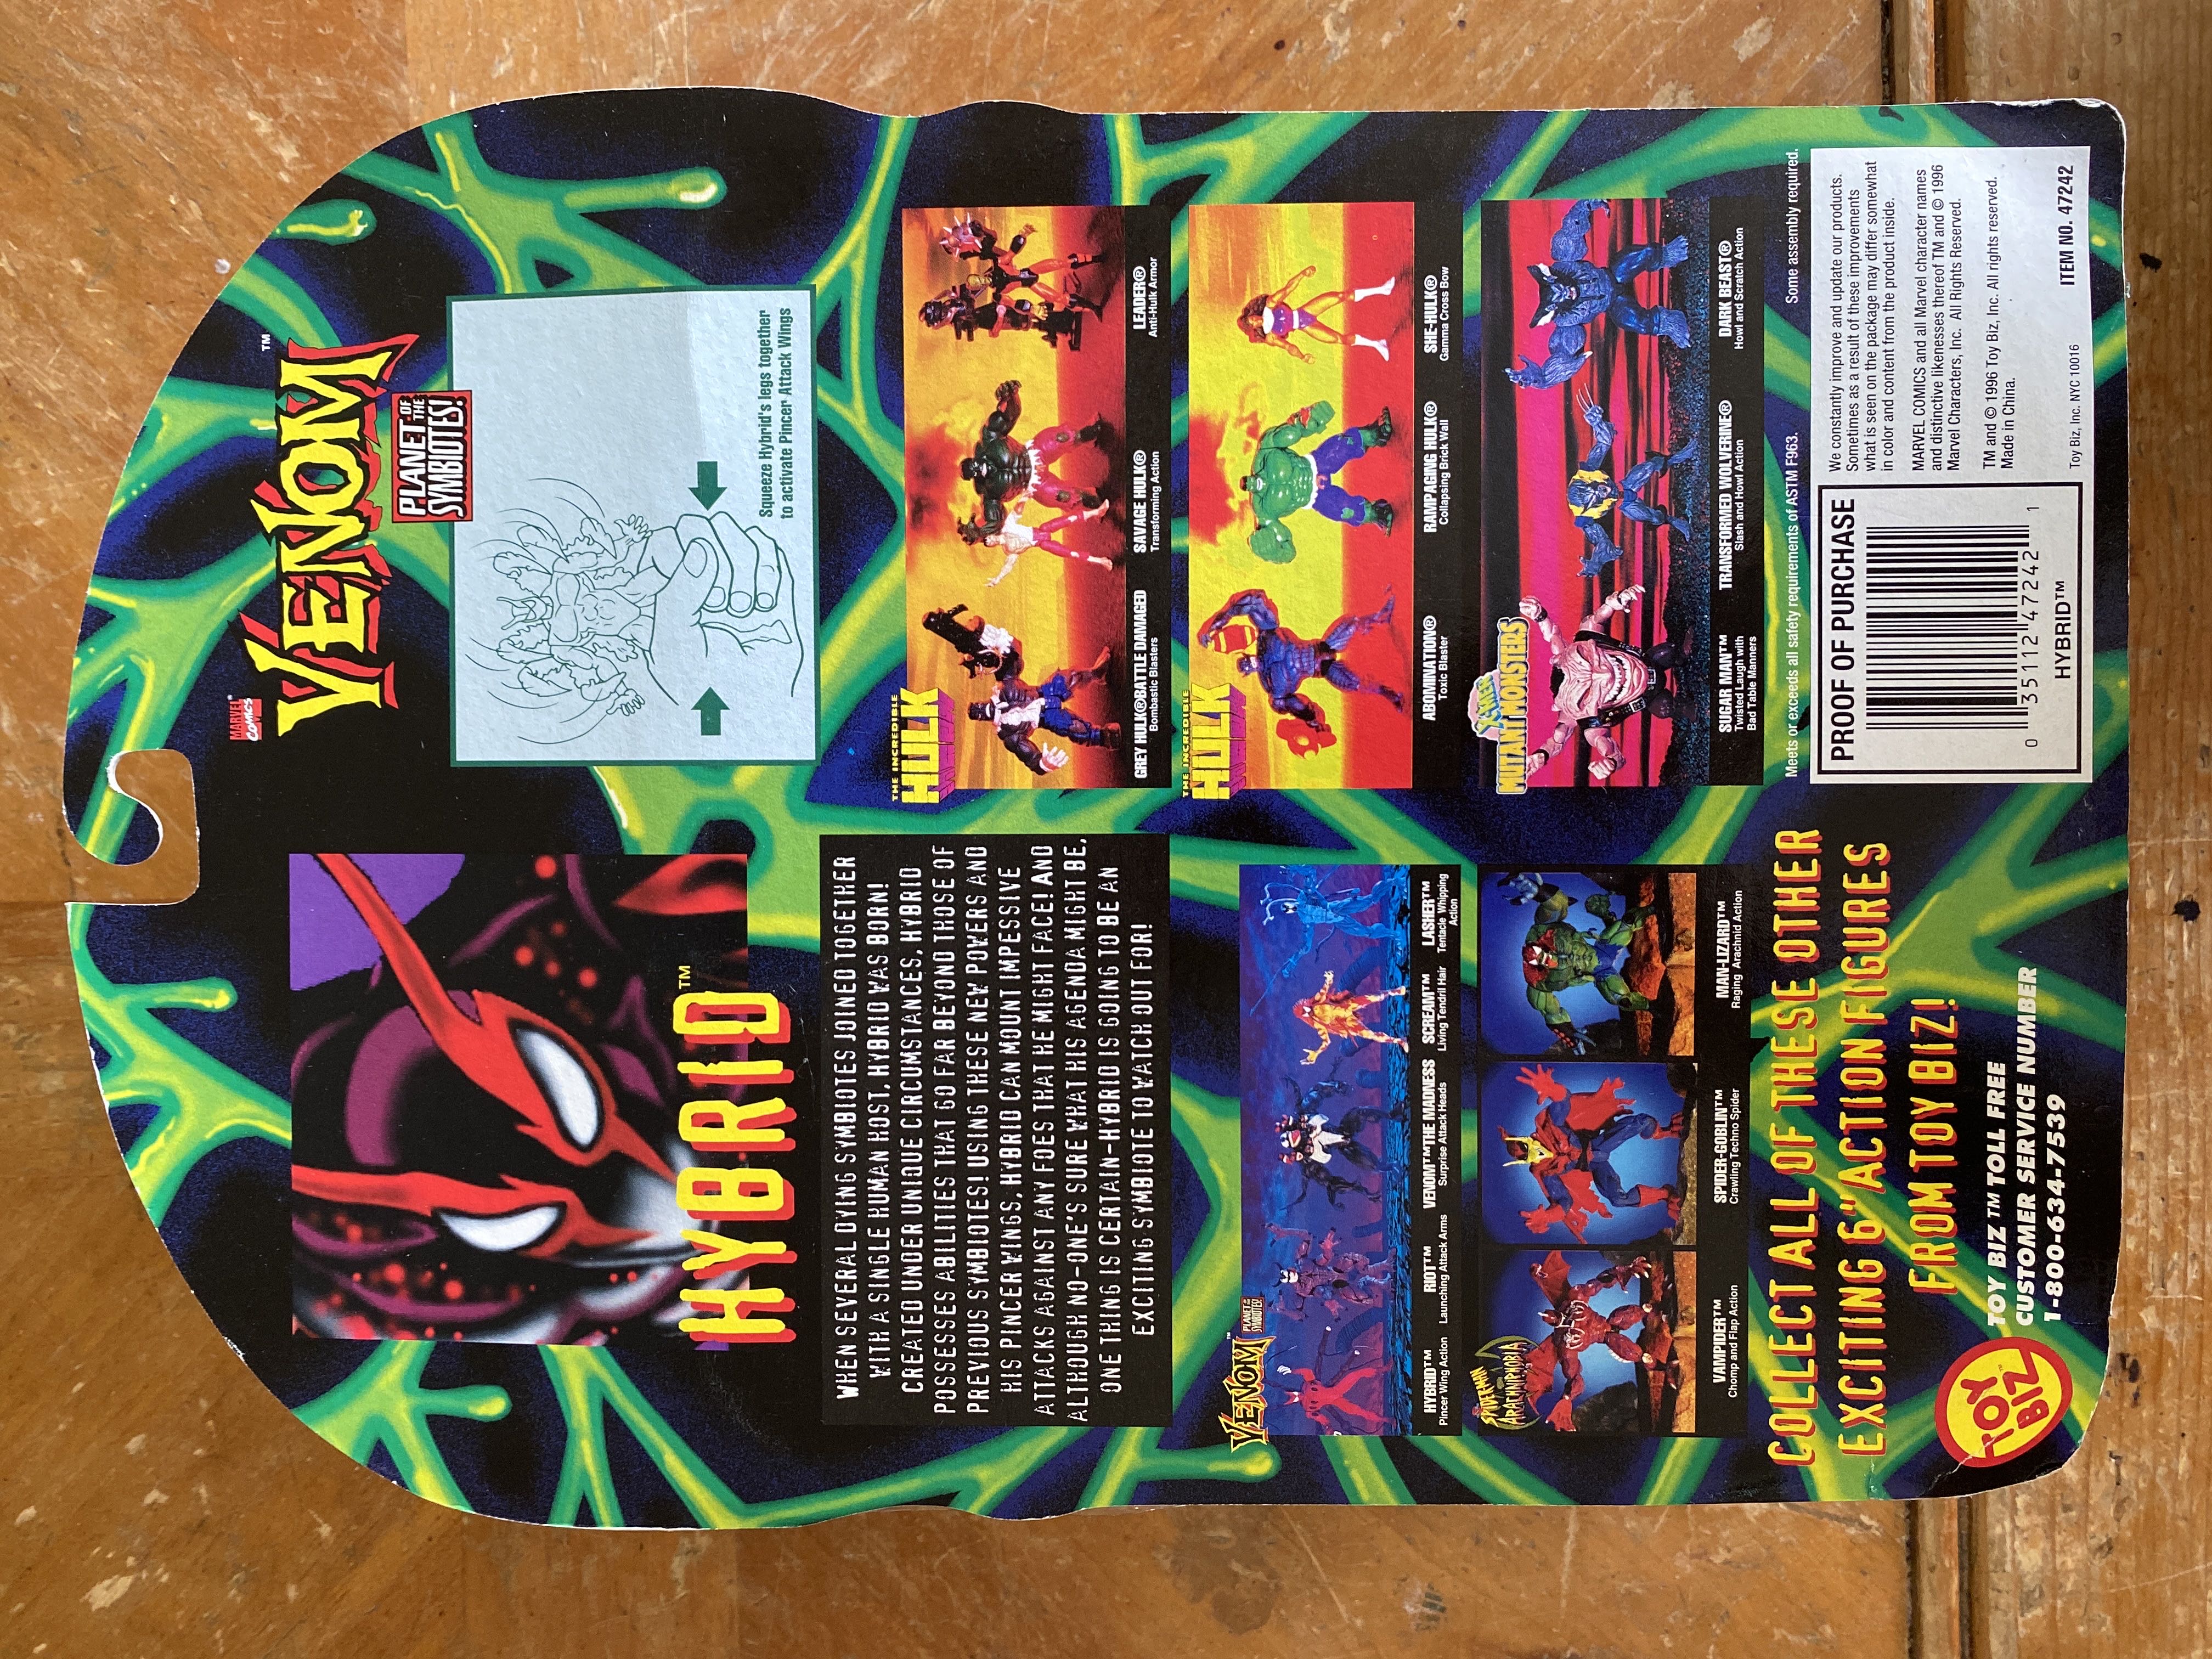 MARVEL COMICS®
VENOM™
PLANET OF THE
SYMBIOTES!
HYBRID™
Squeeze Hybrid's legs together
to activate Pincer Attack Wings
WHEN SEVERAL DYING SYMBIOTES JOINED TOGETHER
WITH A SINGLE HUMAN HOST, HYBRID WAS BORN!
CREATED UNDER UNIQUE CIRCUMSTANCES, HYBRID
POSSESSES ABILITIES THAT GO FAR BEYOND THOSE OF
PREVIOUS SYMBIOTES! USING THESE NEW POWERS AND
HIS PINCER WINGS, HYBRID CAN MOUNT IMPESSIVE
ATTACKS AGAINST ANY FOES THAT HE MIGHT FACE! AND
ALTHOUGH NO-ONE'S SURE WHAT HIS AGENDA MIGHT BE,
ONE THING IS CERTAIN-HYBRID IS GOING TO BE AN
EXCITING SYMBIOTE TO WATCH OUT FOR!
VENOM™
PLANET OF THE
SYMBIOTES!
HYBRID™
Pincer Wing Action
RIOT™
Launching Attack Arms
VENOM™THE MADNESS
Surprise Attack Heads
SCREAM™
Living Tendril Hair
LASHER™
Tentacle Whipping
Action
SPIDER-MAN
ARACHNIPHOBIA
VAMPIDER™
Chomp and Flap Action
SPIDER-GOBLIN™
Crawling Techno Spider
MAN-LIZARD™
Raging Arachnid Action
COLLECT ALL OF THESE OTHER
EXCITING 6" ACTION FIGURES
FROM TOY BIZ!
TOY BIZ™
TOY BIZ™ TOLL FREE
CUSTOMER SERVICE NUMBER
1-800-634-7539
THE INCREDIBLE
HULK
GREY HULK®BATTLE DAMAGED
Bombastic Blasters
SAVAGE HULK®
Transforming Action
LEADER®
Anti-Hulk Armor
THE INCREDIBLE
HULK
ABOMINATION®
Toxic Blaster
RAMPAGING HULK®
Collapsing Brick Wall
SHE-HULK®
Gamma Cross Bow
X-MEN
MUTANT MONSTERS
SUGAR MAN™
Twisted Laugh with
Bad Table Manners
TRANSFORMED WOLVERINE®
Slash and Howl Action
DARK BEAST®
Howl and Scratch Action
Meets or exceeds all safety requirements of ASTM F963. Some assembly required.
PROOF OF PURCHASE
0 35112 47242 1
HYBRID™
We constantly improve and update our products.
Sometimes as a result of these improvements
what is seen on the package may differ somewhat
in color and content from the product inside.
MARVEL COMICS and all Marvel character names
and distinctive likenesses thereof TM and © 1996
Marvel Characters, Inc. All Rights Reserved.
TM and © 1996 Toy Biz, Inc. All rights reserved.
Made in China.
Toy Biz, Inc. NYC 10016 ITEM NO. 47242